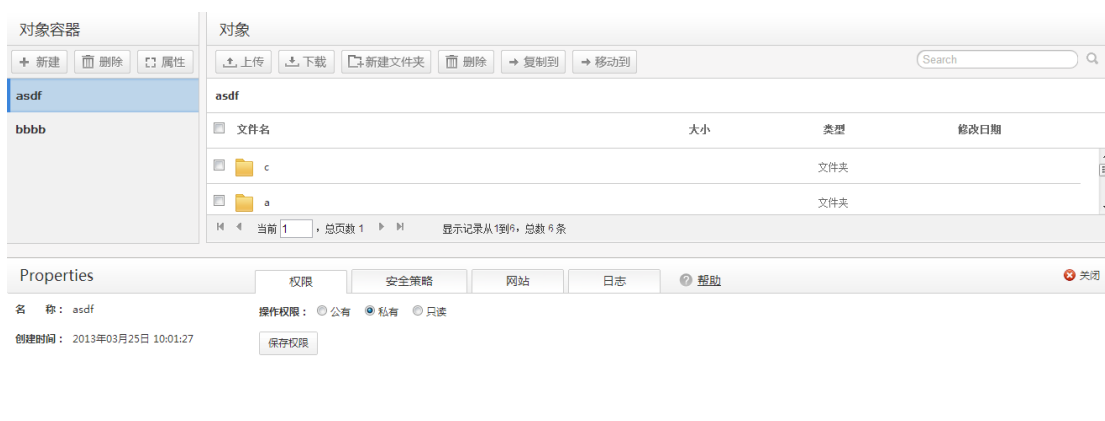 对象容器
对象
新建 删除 属性
上传 下载 新建文件夹 删除 复制到 移动到 Search
asdf
bbbb
asdf
文件名 大小 类型 修改日期
c 文件夹
a 文件夹
当前 1 ，总页数 1 显示记录从1到6，总数 6 条
Properties
权限 安全策略 网站 日志 帮助 关闭
名 称： asdf
操作权限： 公有 私有 只读
创建时间： 2013年03月25日 10:01:27
保存权限